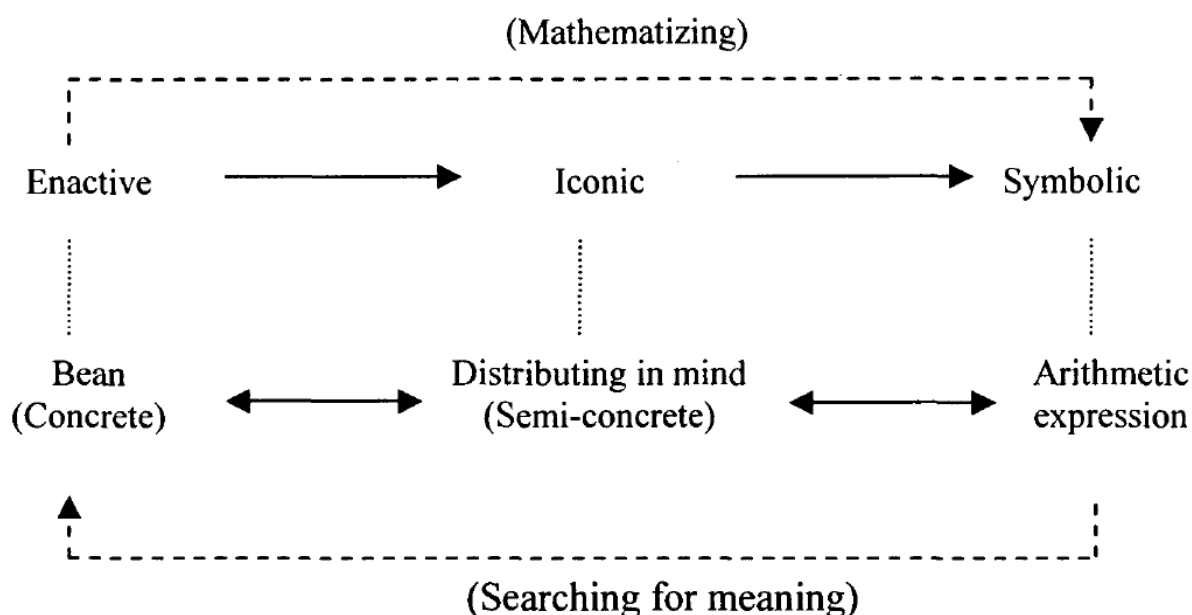 (Mathematizing)
Enactive
Iconic
Symbolic
Bean
(Concrete)
Distributing in mind
(Semi-concrete)
Arithmetic
expression
(Searching for meaning)